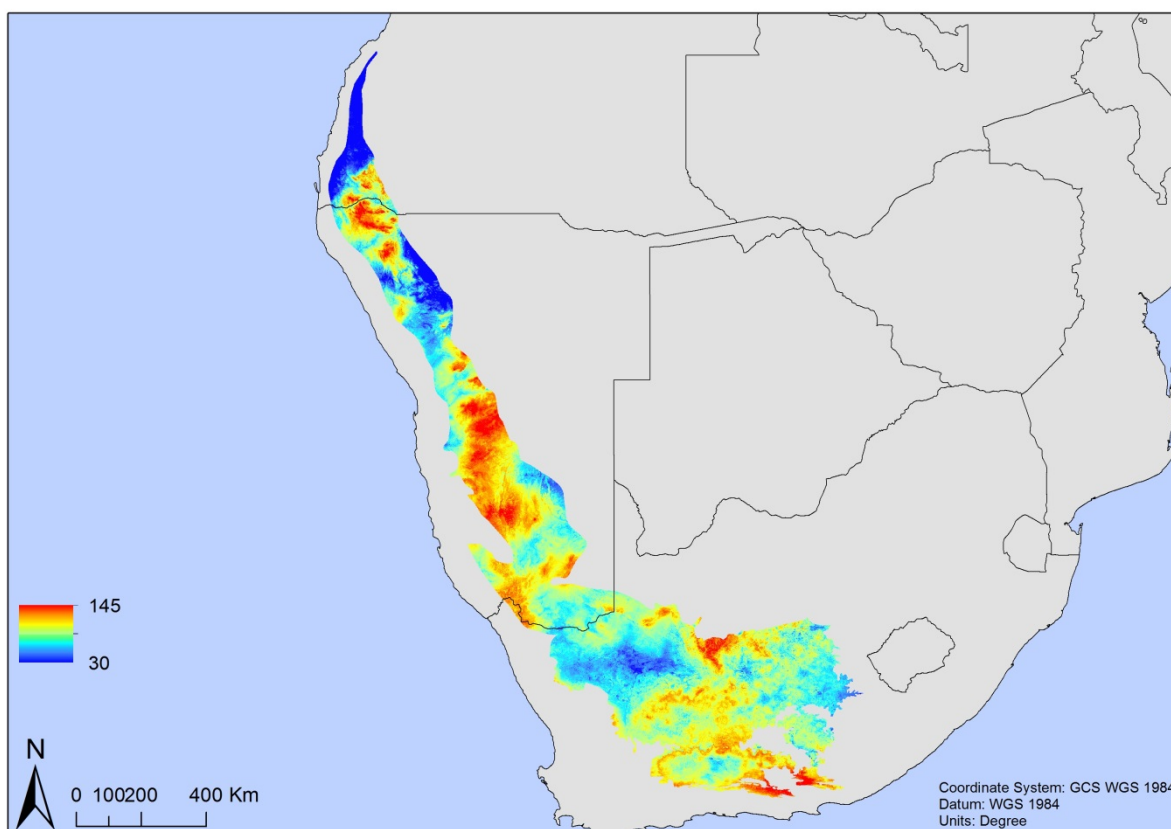 145
30
N
0 100200 400 Km
Coordinate System: GCS WGS 1984
Datum: WGS 1984
Units: Degree